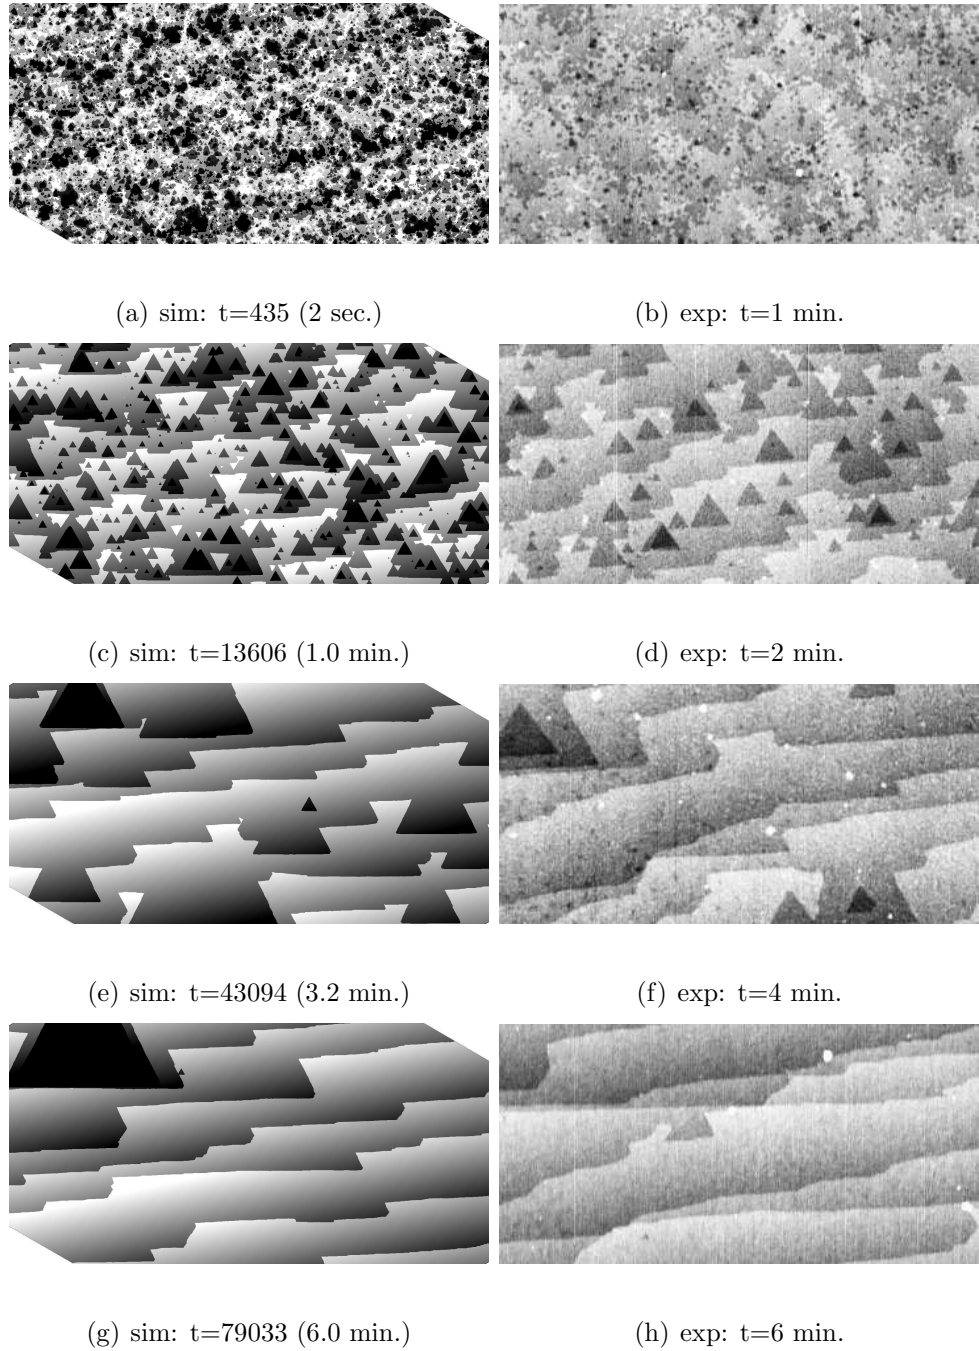 (a) sim: t=435 (2 sec.)
(b) exp: t=1 min.
(c) sim: t=13606 (1.0 min.)
(d) exp: t=2 min.
(e) sim: t=43094 (3.2 min.)
(f) exp: t=4 min.
(g) sim: t=79033 (6.0 min.)
(h) exp: t=6 min.